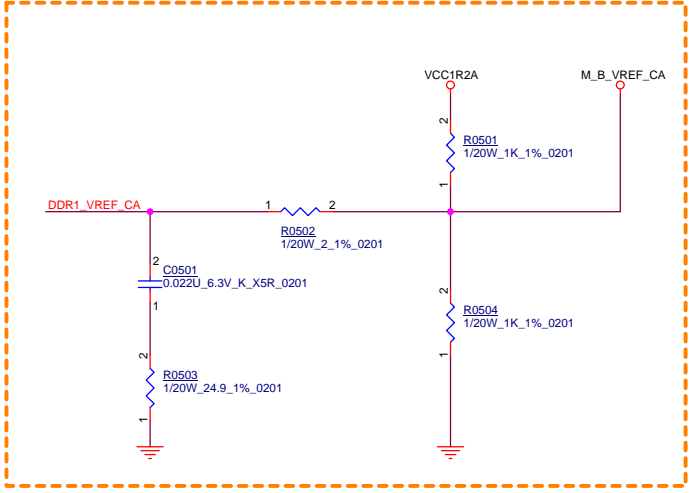 VCC1R2A
M_B_VREF_CA
2
R0501
1/20W_1K_1%_0201
1
DDR1_VREF_CA
1
2
R0502
1/20W_2_1%_0201
2
C0501
0.022U_6.3V_K_X5R_0201
1
2
R0504
1/20W_1K_1%_0201
1
2
R0503
1/20W_24.9_1%_0201
1